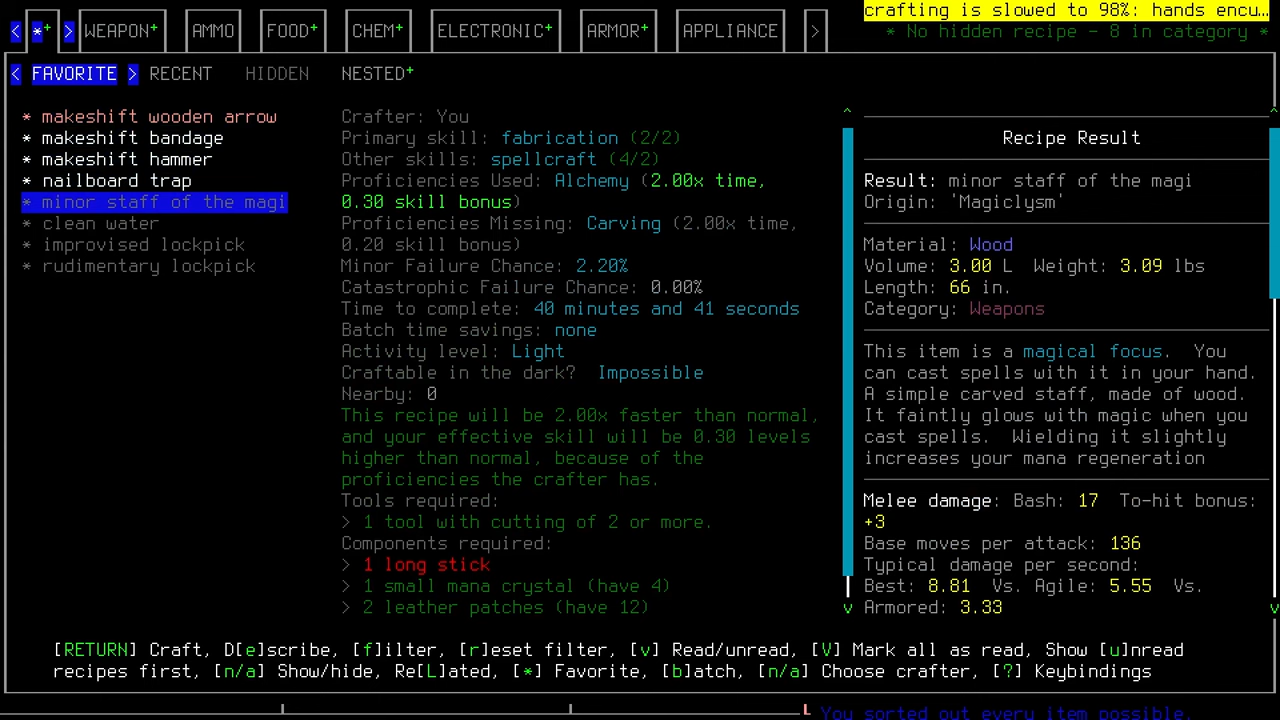 crafting is slowed to 98%: hands encu…
< *⁺ > WEAPON⁺ AMMO FOOD⁺ CHEM⁺ ELECTRONIC⁺ ARMOR⁺ APPLIANCE >
* No hidden recipe - 8 in category *
< FAVORITE > RECENT HIDDEN NESTED⁺
* makeshift wooden arrow
* makeshift bandage
* makeshift hammer
* nailboard trap
* minor staff of the magi
* clean water
* improvised lockpick
* rudimentary lockpick
Crafter: You
Primary skill: fabrication (2/2)
Other skills: spellcraft (4/2)
Proficiencies Used: Alchemy (2.00x time,
0.30 skill bonus)
Proficiencies Missing: Carving (2.00x time,
0.20 skill bonus)
Minor Failure Chance: 2.20%
Catastrophic Failure Chance: 0.00%
Time to complete: 40 minutes and 41 seconds
Batch time savings: none
Activity level: Light
Craftable in the dark? Impossible
Nearby: 0
This recipe will be 2.00x faster than normal,
and your effective skill will be 0.30 levels
higher than normal, because of the
proficiencies the crafter has.
Tools required:
> 1 tool with cutting of 2 or more.
Components required:
> 1 long stick
> 1 small mana crystal (have 4)
> 2 leather patches (have 12)
Recipe Result
Result: minor staff of the magi
Origin: 'Magiclysm'
Material: Wood
Volume: 3.00 L Weight: 3.09 lbs
Length: 66 in.
Category: Weapons
This item is a magical focus. You
can cast spells with it in your hand.
A simple carved staff, made of wood.
It faintly glows with magic when you
cast spells. Wielding it slightly
increases your mana regeneration
Melee damage: Bash: 17 To-hit bonus:
+3
Base moves per attack: 136
Typical damage per second:
Best: 8.81 Vs. Agile: 5.55 Vs.
Armored: 3.33
[RETURN] Craft, D[e]scribe, [f]ilter, [r]eset filter, [v] Read/unread, [V] Mark all as read, Show [u]nread
recipes first, [n/a] Show/hide, Re[L]ated, [*] Favorite, [b]atch, [n/a] Choose crafter, [?] Keybindings
L You sorted out every item possible.